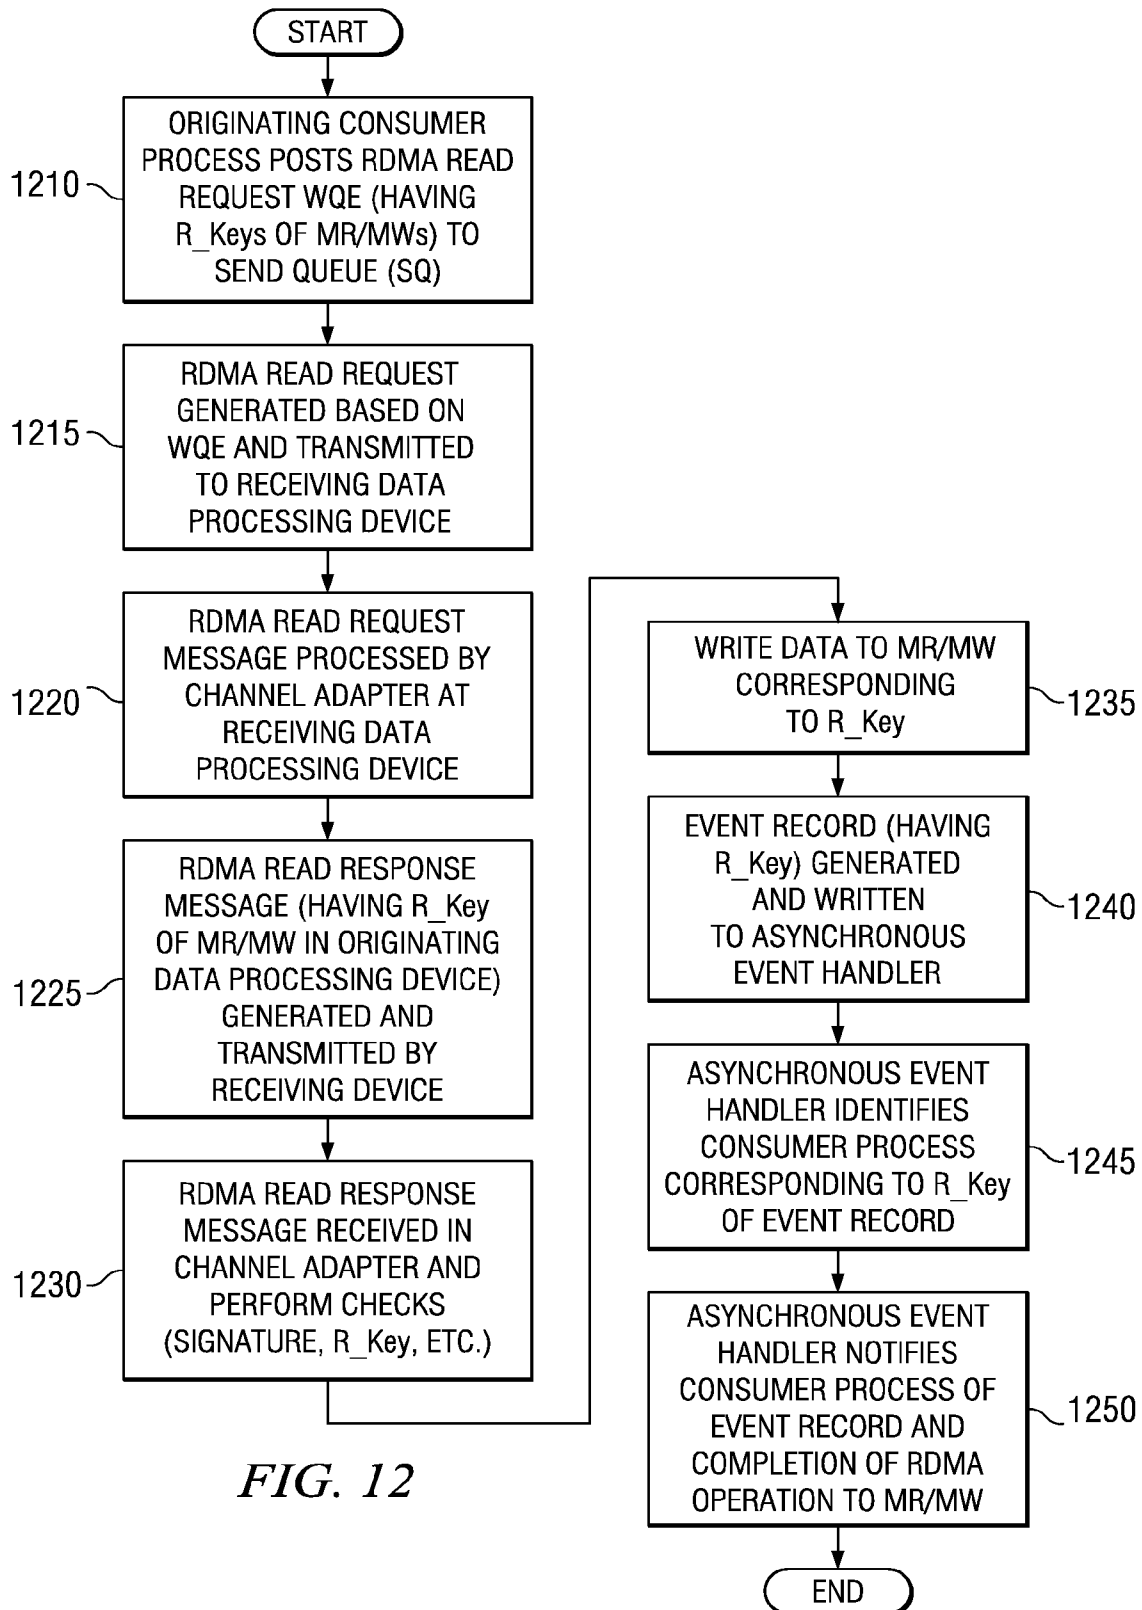 START
1210
ORIGINATING CONSUMER
PROCESS POSTS RDMA READ
REQUEST WQE (HAVING
R_Keys OF MR/MWs) TO
SEND QUEUE (SQ)
1215
RDMA READ REQUEST
GENERATED BASED ON
WQE AND TRANSMITTED
TO RECEIVING DATA
PROCESSING DEVICE
1220
RDMA READ REQUEST
MESSAGE PROCESSED BY
CHANNEL ADAPTER AT
RECEIVING DATA
PROCESSING DEVICE
1225
RDMA READ RESPONSE
MESSAGE (HAVING R_Key
OF MR/MW IN ORIGINATING
DATA PROCESSING DEVICE)
GENERATED AND
TRANSMITTED BY
RECEIVING DEVICE
1230
RDMA READ RESPONSE
MESSAGE RECEIVED IN
CHANNEL ADAPTER AND
PERFORM CHECKS
(SIGNATURE, R_Key, ETC.)
WRITE DATA TO MR/MW
CORRESPONDING
TO R_Key
1235
EVENT RECORD (HAVING
R_Key) GENERATED
AND WRITTEN
TO ASYNCHRONOUS
EVENT HANDLER
1240
ASYNCHRONOUS EVENT
HANDLER IDENTIFIES
CONSUMER PROCESS
CORRESPONDING TO R_Key
OF EVENT RECORD
1245
ASYNCHRONOUS EVENT
HANDLER NOTIFIES
CONSUMER PROCESS OF
EVENT RECORD AND
COMPLETION OF RDMA
OPERATION TO MR/MW
1250
END
FIG. 12